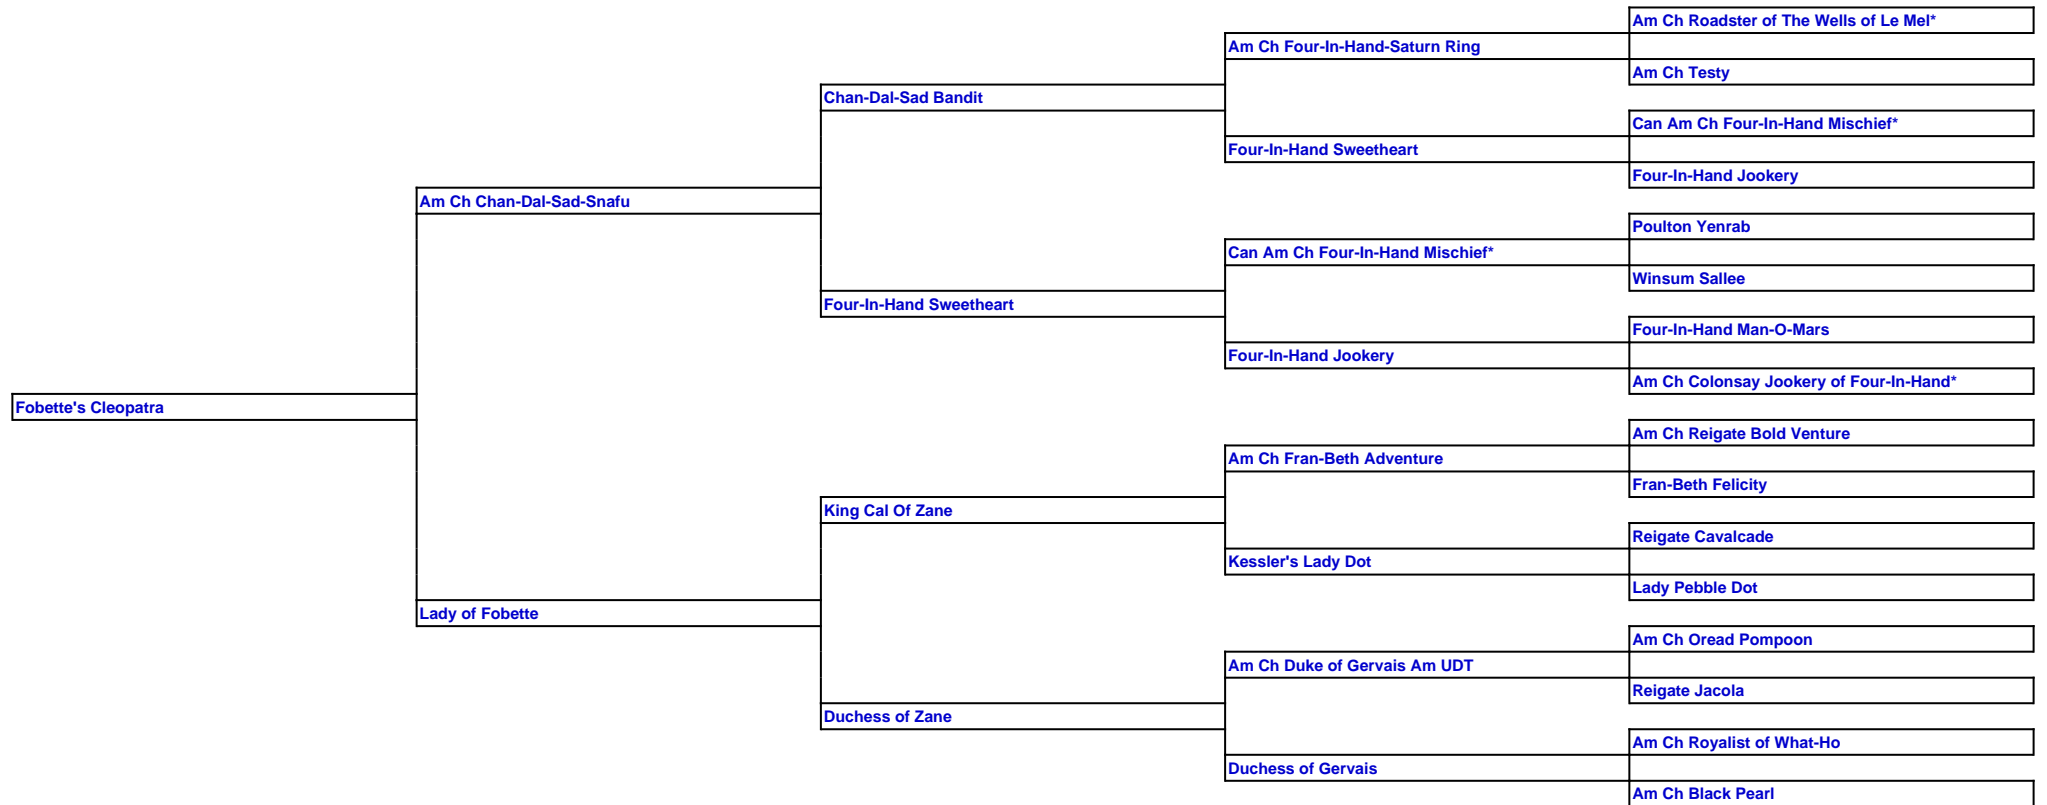 Am Ch Roadster of The Wells of Le Mel*
Am Ch Four-In-Hand-Saturn Ring
Am Ch Testy
Chan-Dal-Sad Bandit
Can Am Ch Four-In-Hand Mischief*
Four-In-Hand Sweetheart
Four-In-Hand Jookery
Am Ch Chan-Dal-Sad-Snafu
Poulton Yenrab
Can Am Ch Four-In-Hand Mischief*
Winsum Sallee
Four-In-Hand Sweetheart
Four-In-Hand Man-O-Mars
Four-In-Hand Jookery
Am Ch Colonsay Jookery of Four-In-Hand*
Fobette's Cleopatra
Am Ch Reigate Bold Venture
Am Ch Fran-Beth Adventure
Fran-Beth Felicity
King Cal Of Zane
Reigate Cavalcade
Kessler's Lady Dot
Lady Pebble Dot
Lady of Fobette
Am Ch Oread Pompoon
Am Ch Duke of Gervais Am UDT
Reigate Jacola
Duchess of Zane
Am Ch Royalist of What-Ho
Duchess of Gervais
Am Ch Black Pearl